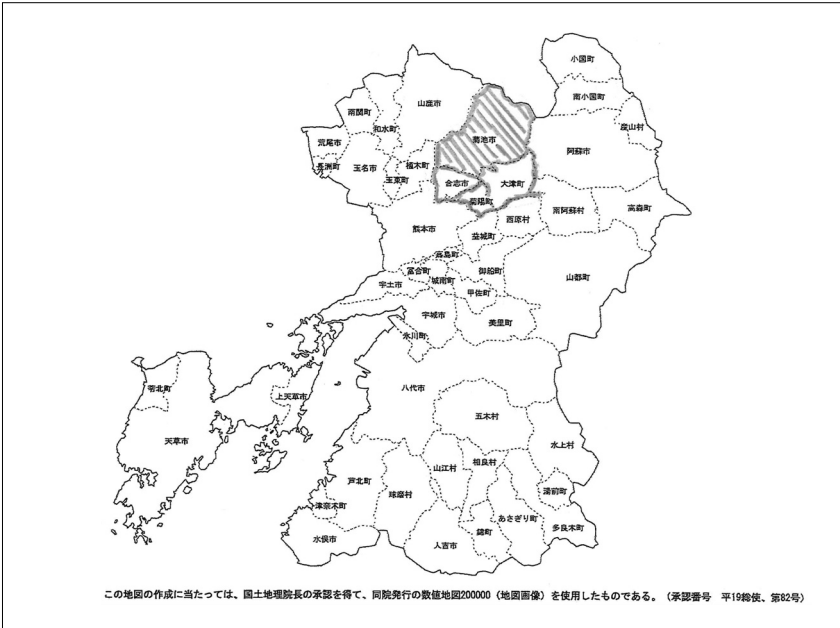 小国町
南小国町
山鹿市
産山村
南関町
和水町
菊池市
阿蘇市
荒尾市
長洲町
玉名市
植木町
玉東町
合志市
大津町
菊陽町
西原村
南阿蘇村
高森町
熊本市
益城町
嘉島町
富合町
城南町
御船町
山都町
宇土市
甲佐町
宇城市
美里町
氷川町
八代市
苓北町
上天草市
天草市
五木村
水上村
山江村
相良村
芦北町
球磨村
湯前町
津奈木町
あさぎり町
錦町
多良木町
水俣市
人吉市
この地図の作成に当たっては、国土地理院長の承認を得て、同院発行の数値地図200000（地図画像）を使用したものである。（承認番号　平19総使、第82号）